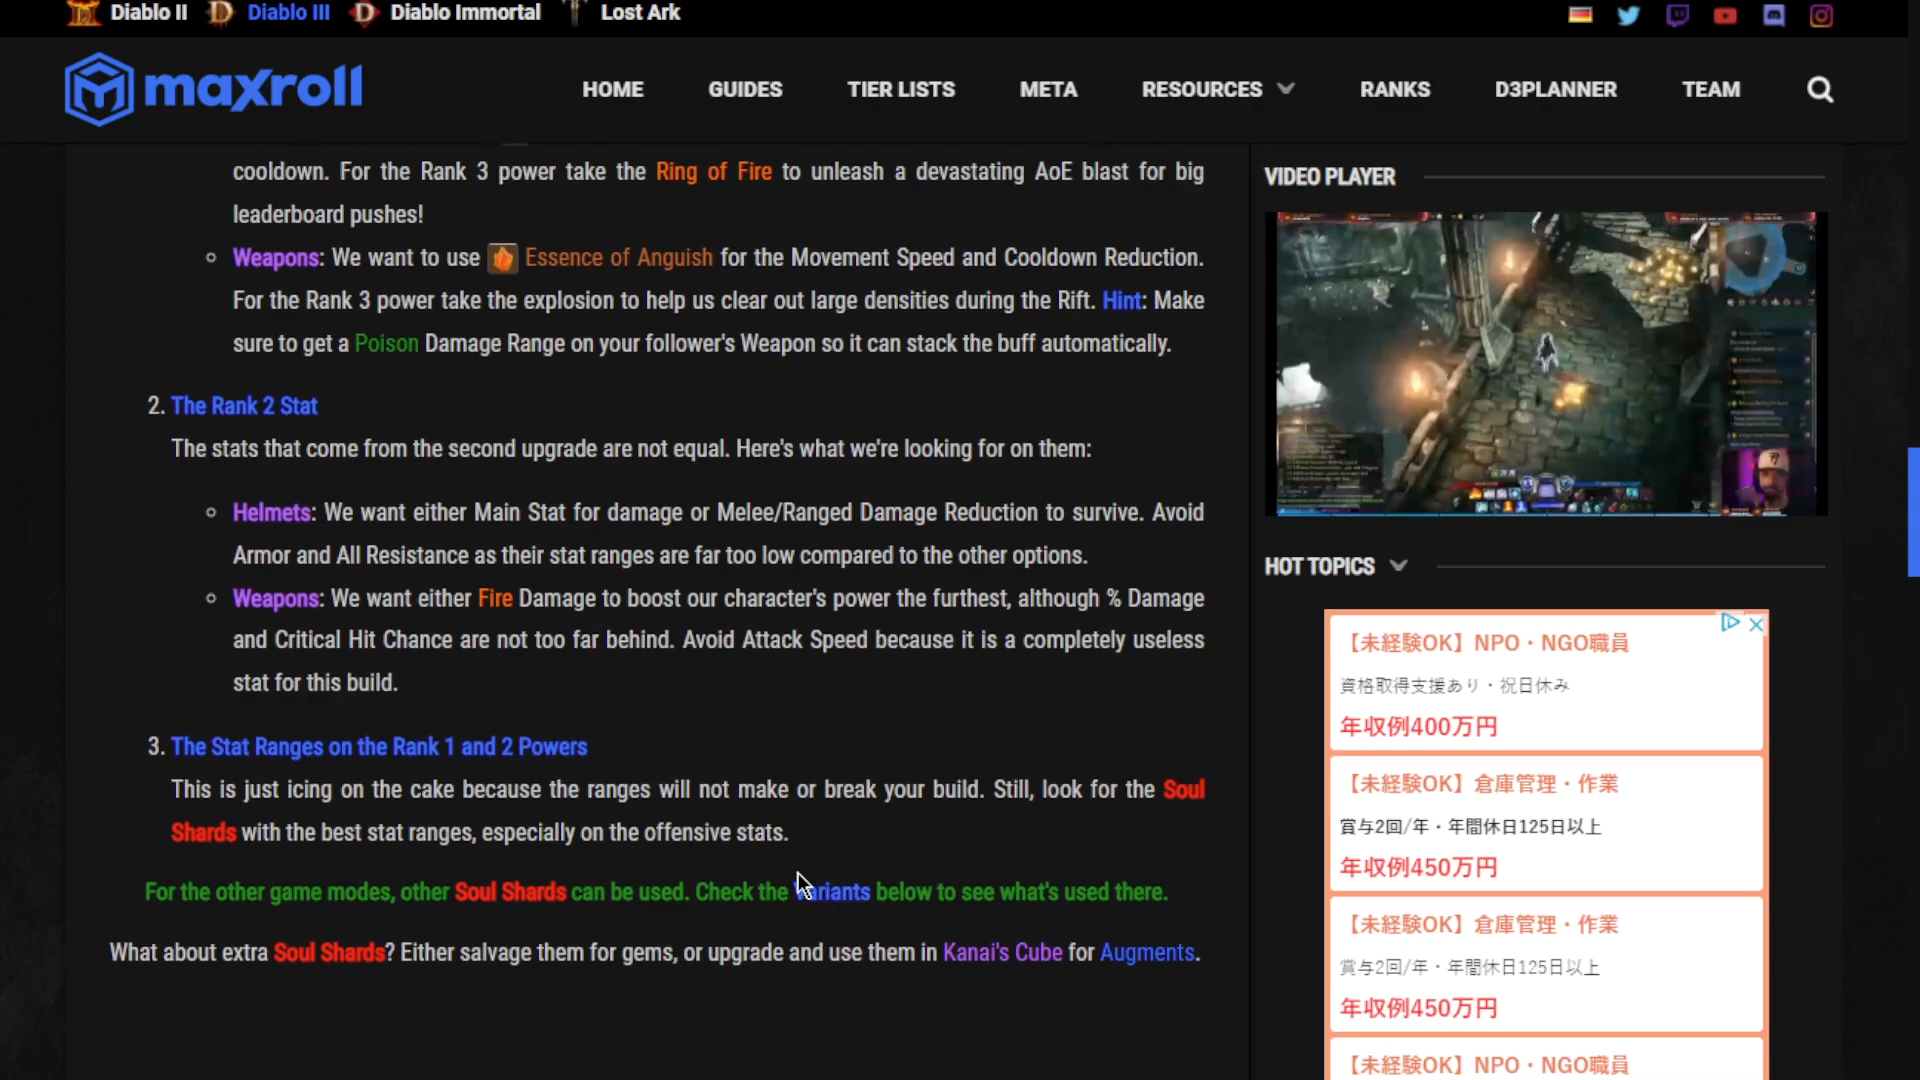 Diablo II Diablo III Diablo Immortal Lost Ark
maxroll
HOME GUIDES TIER LISTS META RESOURCES RANKS D3PLANNER TEAM
cooldown. For the Rank 3 power take the Ring of Fire to unleash a devastating AoE blast for big
leaderboard pushes!
Weapons: We want to use Essence of Anguish for the Movement Speed and Cooldown Reduction.
For the Rank 3 power take the explosion to help us clear out large densities during the Rift. Hint: Make
sure to get a Poison Damage Range on your follower's Weapon so it can stack the buff automatically.
2. The Rank 2 Stat
The stats that come from the second upgrade are not equal. Here's what we're looking for on them:
Helmets: We want either Main Stat for damage or Melee/Ranged Damage Reduction to survive. Avoid
Armor and All Resistance as their stat ranges are far too low compared to the other options.
Weapons: We want either Fire Damage to boost our character's power the furthest, although % Damage
and Critical Hit Chance are not too far behind. Avoid Attack Speed because it is a completely useless
stat for this build.
3. The Stat Ranges on the Rank 1 and 2 Powers
This is just icing on the cake because the ranges will not make or break your build. Still, look for the Soul
Shards with the best stat ranges, especially on the offensive stats.
For the other game modes, other Soul Shards can be used. Check the Variants below to see what's used there.
What about extra Soul Shards? Either salvage them for gems, or upgrade and use them in Kanai's Cube for Augments.
VIDEO PLAYER
HOT TOPICS
【未経験OK】NPO・NGO職員
資格取得支援あり・祝日休み
年収例400万円
【未経験OK】倉庫管理・作業
賞与2回/年・年間休日125日以上
年収例450万円
【未経験OK】倉庫管理・作業
賞与2回/年・年間休日125日以上
年収例450万円
【未経験OK】NPO・NGO職員